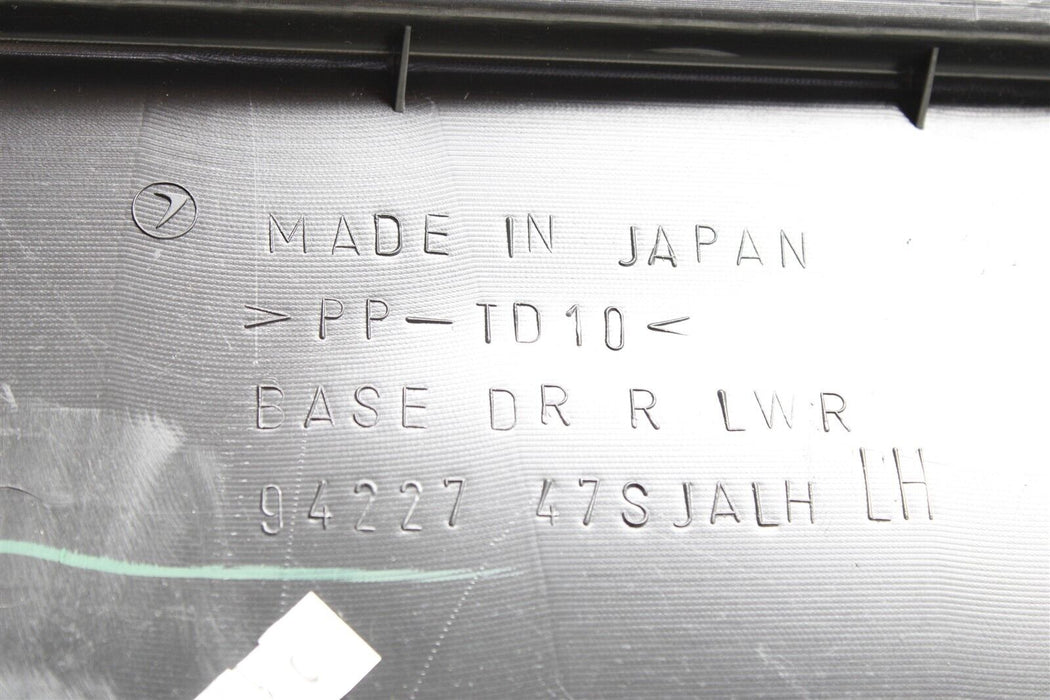 MADE IN JAPAN
>PP-TD10<
BASE DR R LWR
94227 47SJALH LH